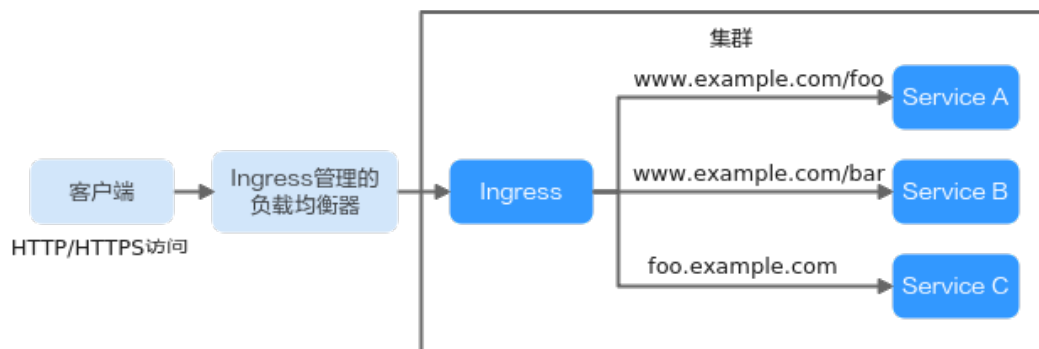 集群
www.example.com/foo
Service A
客户端
Ingress管理的
负载均衡器
Ingress
www.example.com/bar
Service B
HTTP/HTTPS访问
foo.example.com
Service C